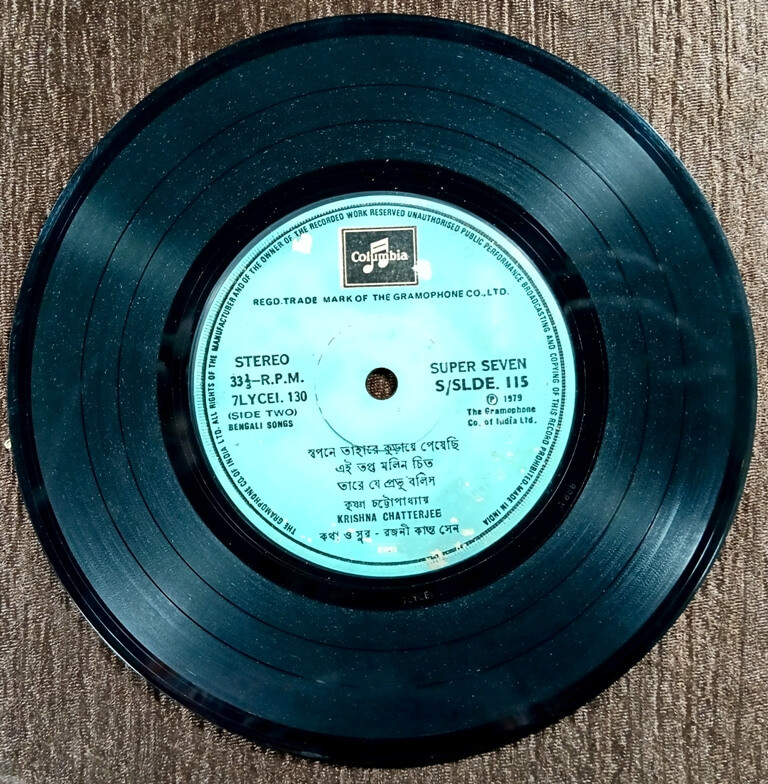 THE GRAMOPHONE CO. OF INDIA LTD. ALL RIGHTS OF THE MANUFACTURER AND OF THE OWNER OF THE RECORDED WORK RESERVED UNAUTHORISED PUBLIC PERFORMANCE BROADCASTING AND COPYING OF THIS RECORD PROHIBITED. MADE IN INDIA
Columbia
REGD. TRADE MARK OF THE GRAMOPHONE CO., LTD.
STEREO
33⅓-R.P.M.
7LYCEI. 130
(SIDE TWO)
BENGALI SONGS
SUPER SEVEN
S/SLDE. 115
Ⓟ 1979
The Gramophone
Co. of India Ltd.
স্বপনে তাহারে কুড়ায়ে পেয়েছি
এই তপ্ত মলিন চিত
তারে যে প্রভু বলিস
কৃষ্ণা চট্টোপাধ্যায়
KRISHNA CHATTERJEE
কথা ও সুর - রজনী কান্ত সেন